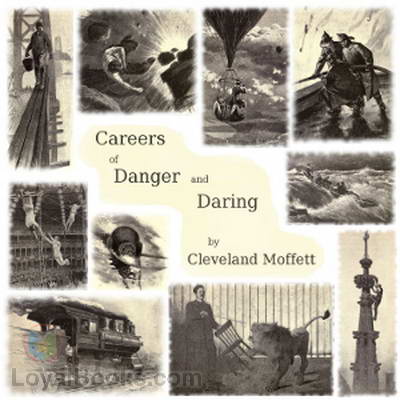 Careers
of
Danger and
Daring
by
Cleveland Moffett
LoyalBooks.com